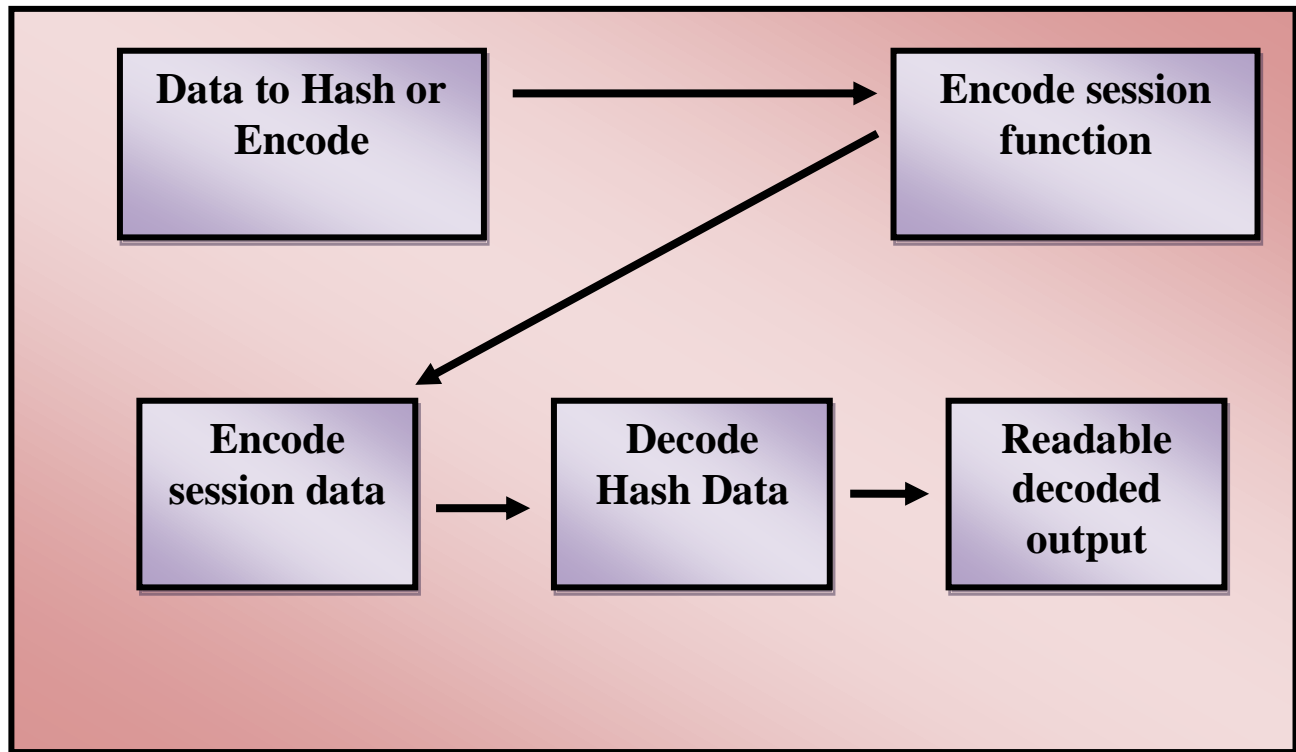 Data to Hash or
Encode
Encode session
function
Encode
session data
Decode
Hash Data
Readable
decoded
output